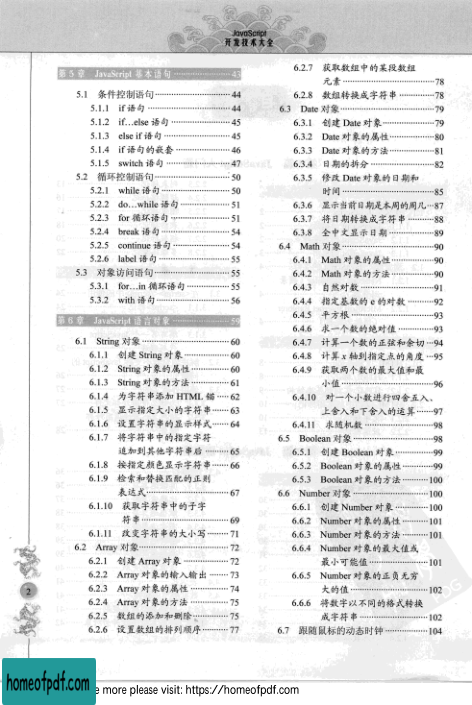 JavaScript
开发技术大全
第 5 章 JavaScript 基本语句 43
5.1 条件控制语句 44
5.1.1 if 语句 44
5.1.2 if…else 语句 45
5.1.3 else if 语句 45
5.1.4 if 语句的嵌套 46
5.1.5 switch 语句 47
5.2 循环控制语句 50
5.2.1 while 语句 50
5.2.2 do…while 语句 51
5.2.3 for 循环语句 51
5.2.4 break 语句 54
5.2.5 continue 语句 54
5.2.6 label 语句 55
5.3 对象访问语句 55
5.3.1 for…in 循环语句 55
5.3.2 with 语句 56
第 6 章 JavaScript 语言对象 59
6.1 String 对象 60
6.1.1 创建 String 对象 60
6.1.2 String 对象的属性 60
6.1.3 String 对象的方法 61
6.1.4 为字符串添加 HTML 锚 62
6.1.5 显示指定大小的字符串 63
6.1.6 设置字符串的显示样式 64
6.1.7 将字符串中的指定字符
追加到其他字符串后 65
6.1.8 按指定颜色显示字符串 66
6.1.9 检索和替换匹配的正则
表达式 67
6.1.10 获取字符串中的子字
符串 69
6.1.11 改变字符串的大小写 71
6.2 Array 对象 72
6.2.1 创建 Array 对象 72
6.2.2 Array 对象的输入输出 73
6.2.3 Array 对象的属性 74
6.2.4 Array 对象的方法 75
6.2.5 数组的添加和删除 75
6.2.6 设置数组的排列顺序 77
6.2.7 获取数组中的某段数组
元素 78
6.2.8 数组转换成字符串 78
6.3 Date 对象 79
6.3.1 创建 Date 对象 79
6.3.2 Date 对象的属性 80
6.3.3 Date 对象的方法 81
6.3.4 日期的拆分 82
6.3.5 修改 Date 对象的日期和
时间 85
6.3.6 显示当前日期是本周的周几 87
6.3.7 将日期转换成字符串 88
6.3.8 全中文显示日期 89
6.4 Math 对象 90
6.4.1 Math 对象的属性 90
6.4.2 Math 对象的方法 90
6.4.3 自然对数 91
6.4.4 指定基数的 e 的对数 92
6.4.5 平方根 93
6.4.6 求一个数的绝对值 93
6.4.7 计算一个数的正弦和余切 94
6.4.8 计算 x 轴到指定点的角度 95
6.4.9 获取两个数的最大值和最
小值 96
6.4.10 对一个小数进行四舍五入、
上舍入和下舍入的运算 97
6.4.11 求随机数 98
6.5 Boolean 对象 98
6.5.1 创建 Boolean 对象 99
6.5.2 Boolean 对象的属性 99
6.5.3 Boolean 对象的方法 100
6.6 Number 对象 100
6.6.1 创建 Number 对象 100
6.6.2 Number 对象的属性 101
6.6.3 Number 对象的方法 101
6.6.4 Number 对象的最大值或
最小可能值 101
6.6.5 Number 对象的正负无穷
大的值 102
6.6.6 将数字以不同的格式转换
成字符串 102
6.7 跟随鼠标的动态时钟 104
2
homeofpdf.com
e more please visit: https://homeofpdf.com